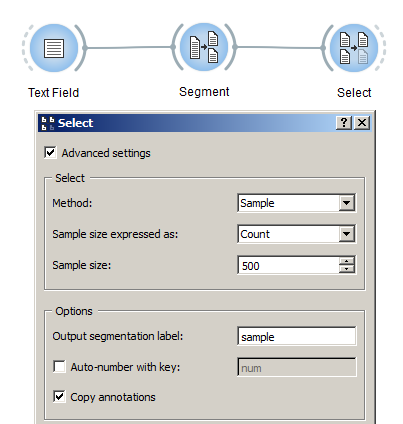 Text Field
Segment
Select
Select
Advanced settings
Select
Method: Sample
Sample size expressed as: Count
Sample size: 500
Options
Output segmentation label: sample
Auto-number with key: num
Copy annotations